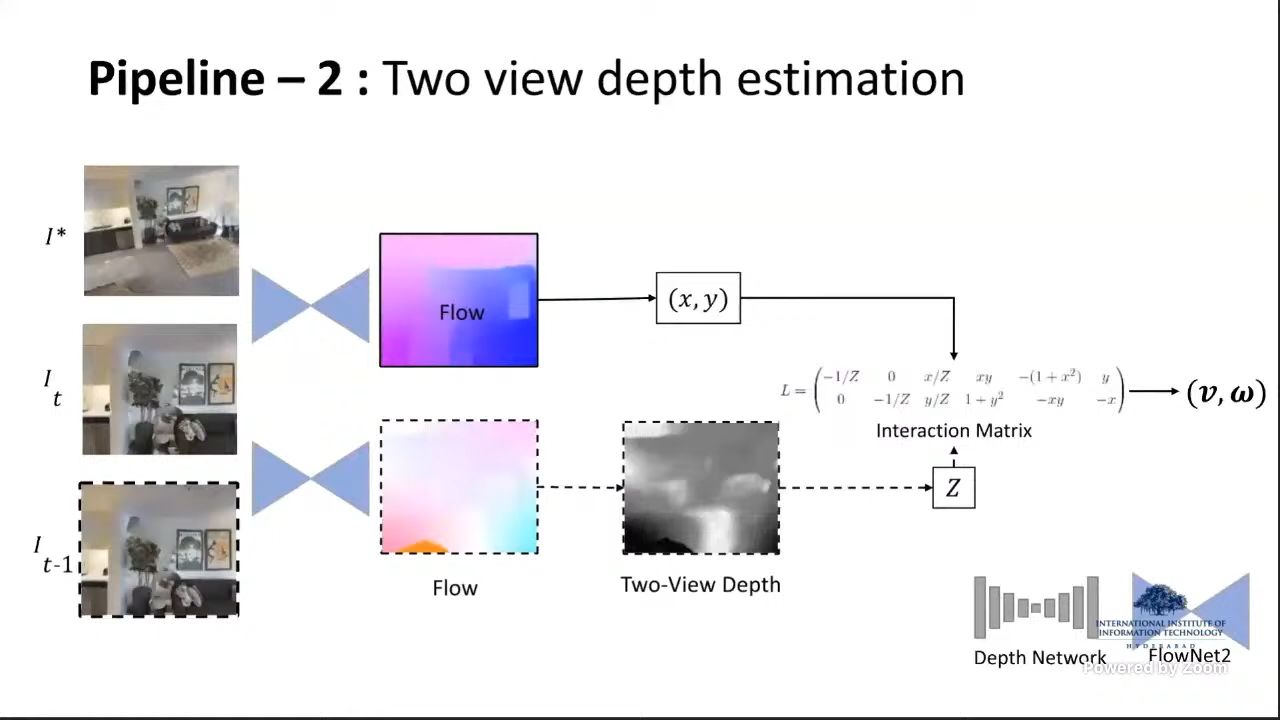 Pipeline – 2 : Two view depth estimation
I*
Flow
(x, y)
I
t
L = ( −1/Z 0 x/Z xy −(1 + x²) y
0 −1/Z y/Z 1 + y² −xy −x )
(v, ω)
Interaction Matrix
Z
I
t-1
Flow
Two-View Depth
INTERNATIONAL INSTITUTE OF
INFORMATION TECHNOLOGY
HYDERABAD
Depth Network
FlowNet2
Powered by Zoom